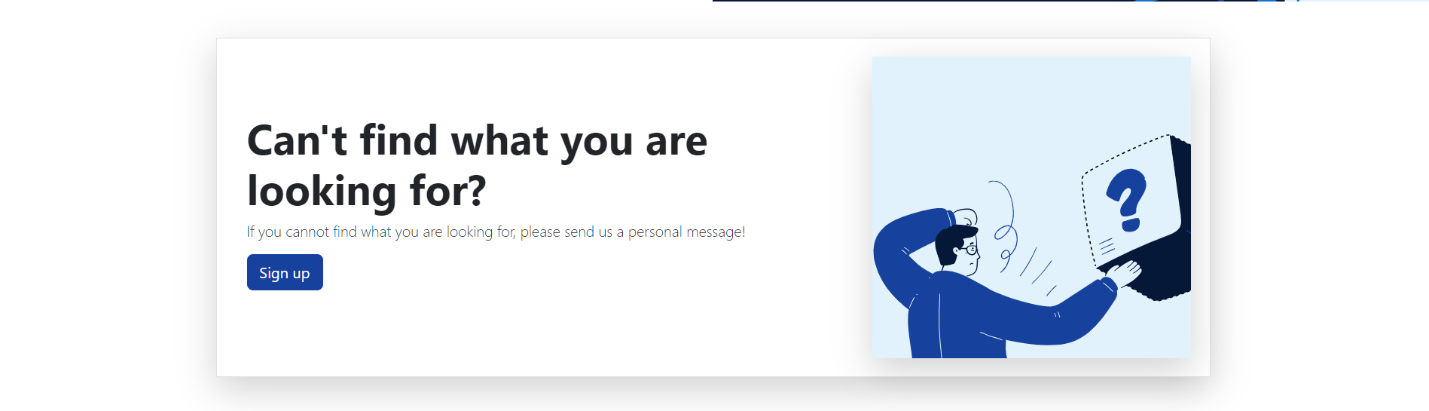 Can't find what you are
looking for?
If you cannot find what you are looking for, please send us a personal message!
Sign up
?